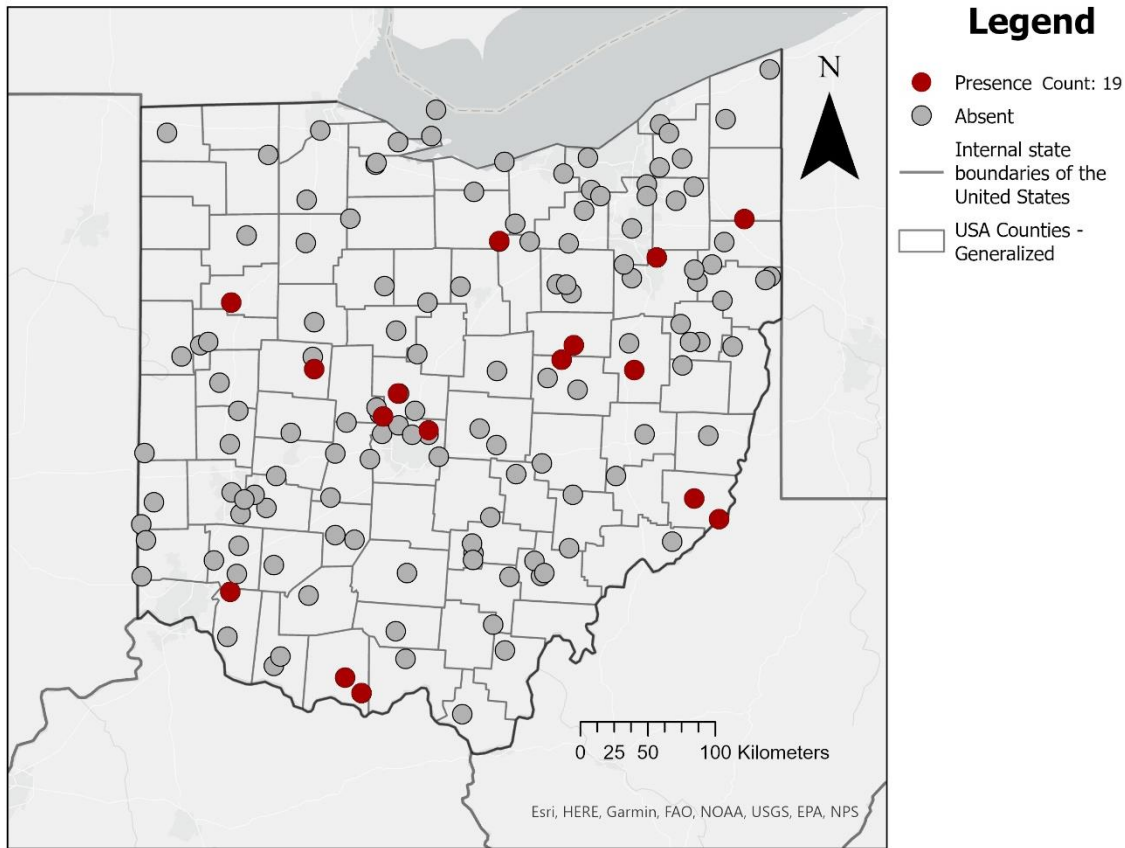 Legend
N
Presence Count: 19
Absent
Internal state
boundaries of the
United States
USA Counties -
Generalized
0 25 50 100 Kilometers
Esri, HERE, Garmin, FAO, NOAA, USGS, EPA, NPS